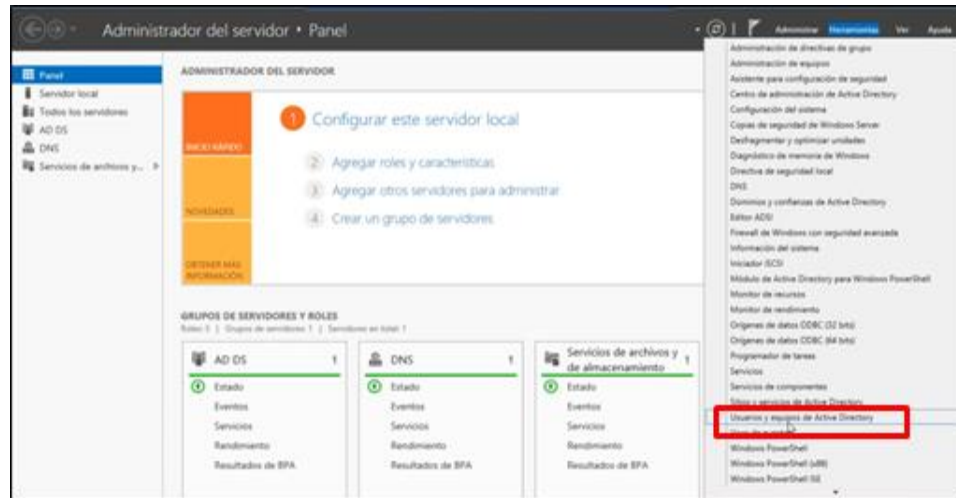 Administrador del servidor • Panel
Administrar Herramientas Ver Ayuda
Panel
Servidor local
Todos los servidores
AD DS
DNS
Servicios de archivos y...
ADMINISTRADOR DEL SERVIDOR
INICIO RÁPIDO
NOVEDADES
OBTENER MÁS
INFORMACIÓN
1 Configurar este servidor local
2 Agregar roles y características
3 Agregar otros servidores para administrar
4 Crear un grupo de servidores
GRUPOS DE SERVIDORES Y ROLES
Roles: 3 | Grupos de servidores: 1 | Servidores en total: 1
AD DS 1
Estado
Eventos
Servicios
Rendimiento
Resultados de BPA
DNS 1
Estado
Eventos
Servicios
Rendimiento
Resultados de BPA
Servicios de archivos y
de almacenamiento 1
Estado
Eventos
Servicios
Rendimiento
Resultados de BPA
Administración de directivas de grupo
Administración de equipos
Asistente para configuración de seguridad
Centro de administración de Active Directory
Configuración del sistema
Copias de seguridad de Windows Server
Desfragmentar y optimizar unidades
Diagnóstico de memoria de Windows
Directiva de seguridad local
DNS
Dominios y confianzas de Active Directory
Editor ADSI
Firewall de Windows con seguridad avanzada
Información del sistema
Iniciador iSCSI
Módulo de Active Directory para Windows PowerShell
Monitor de recursos
Monitor de rendimiento
Orígenes de datos ODBC (32 bits)
Orígenes de datos ODBC (64 bits)
Programador de tareas
Servicios
Servicios de componentes
Sitios y servicios de Active Directory
Usuarios y equipos de Active Directory
Windows PowerShell
Windows PowerShell (x86)
Windows PowerShell ISE